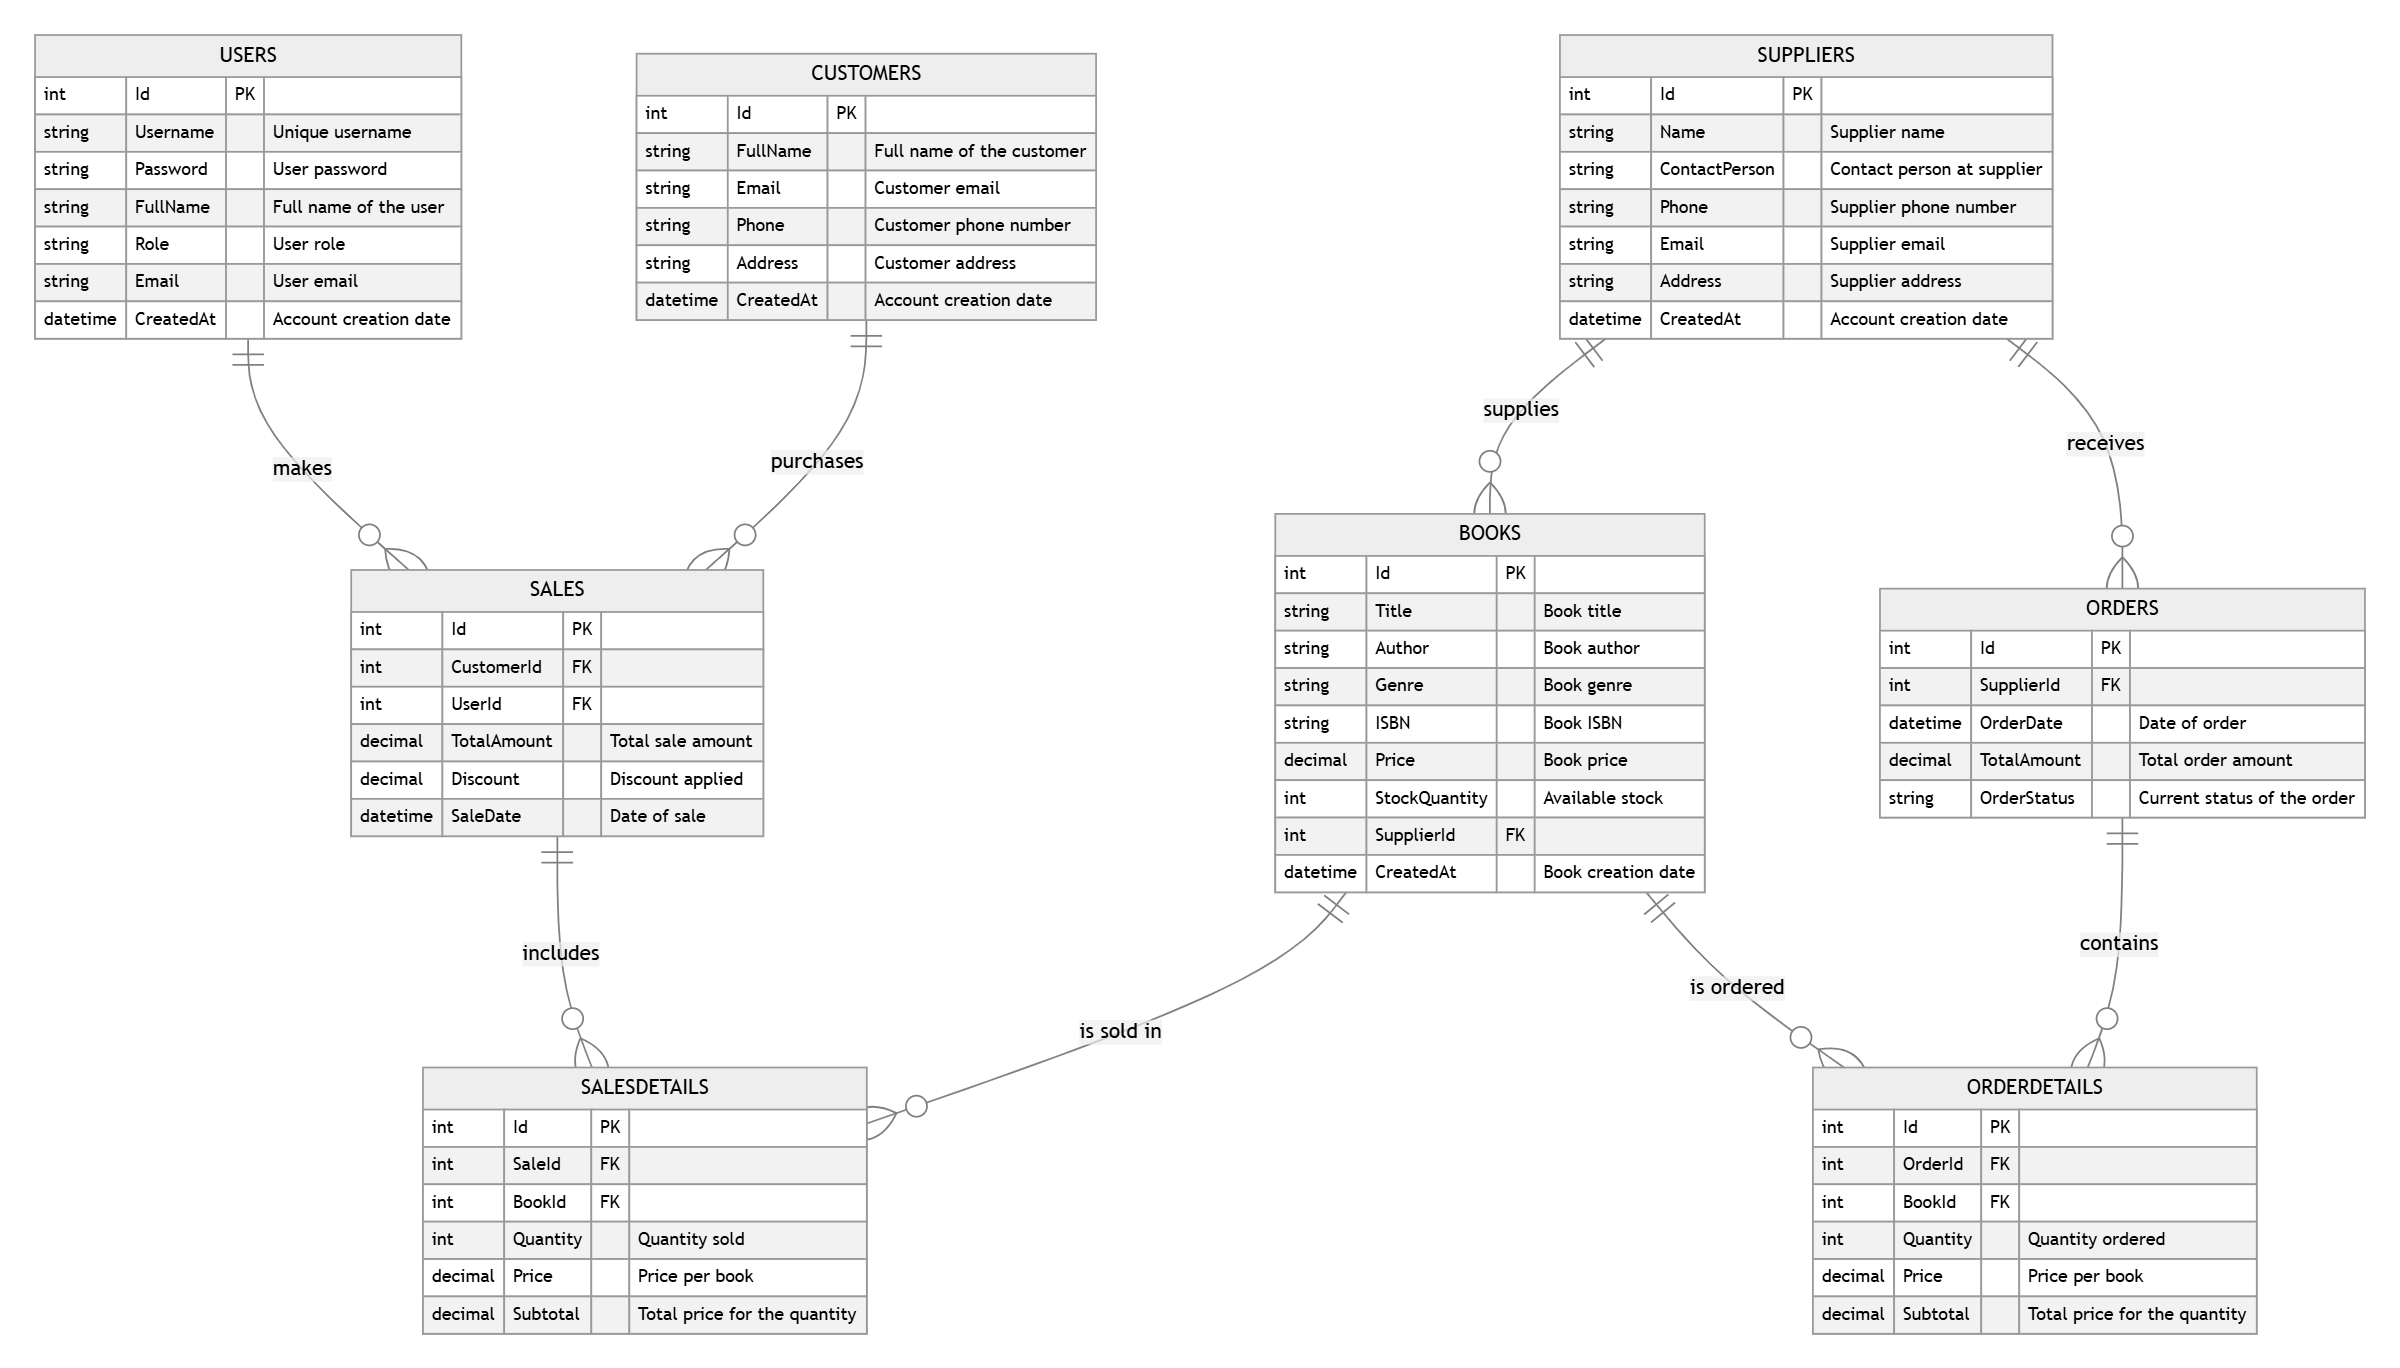 USERS
int Id PK
string Username Unique username
string Password User password
string FullName Full name of the user
string Role User role
string Email User email
datetime CreatedAt Account creation date
CUSTOMERS
int Id PK
string FullName Full name of the customer
string Email Customer email
string Phone Customer phone number
string Address Customer address
datetime CreatedAt Account creation date
SUPPLIERS
int Id PK
string Name Supplier name
string ContactPerson Contact person at supplier
string Phone Supplier phone number
string Email Supplier email
string Address Supplier address
datetime CreatedAt Account creation date
makes
purchases
supplies
receives
SALES
int Id PK
int CustomerId FK
int UserId FK
decimal TotalAmount Total sale amount
decimal Discount Discount applied
datetime SaleDate Date of sale
BOOKS
int Id PK
string Title Book title
string Author Book author
string Genre Book genre
string ISBN Book ISBN
decimal Price Book price
int StockQuantity Available stock
int SupplierId FK
datetime CreatedAt Book creation date
ORDERS
int Id PK
int SupplierId FK
datetime OrderDate Date of order
decimal TotalAmount Total order amount
string OrderStatus Current status of the order
includes
is sold in
is ordered
contains
SALESDETAILS
int Id PK
int SaleId FK
int BookId FK
int Quantity Quantity sold
decimal Price Price per book
decimal Subtotal Total price for the quantity
ORDERDETAILS
int Id PK
int OrderId FK
int BookId FK
int Quantity Quantity ordered
decimal Price Price per book
decimal Subtotal Total price for the quantity